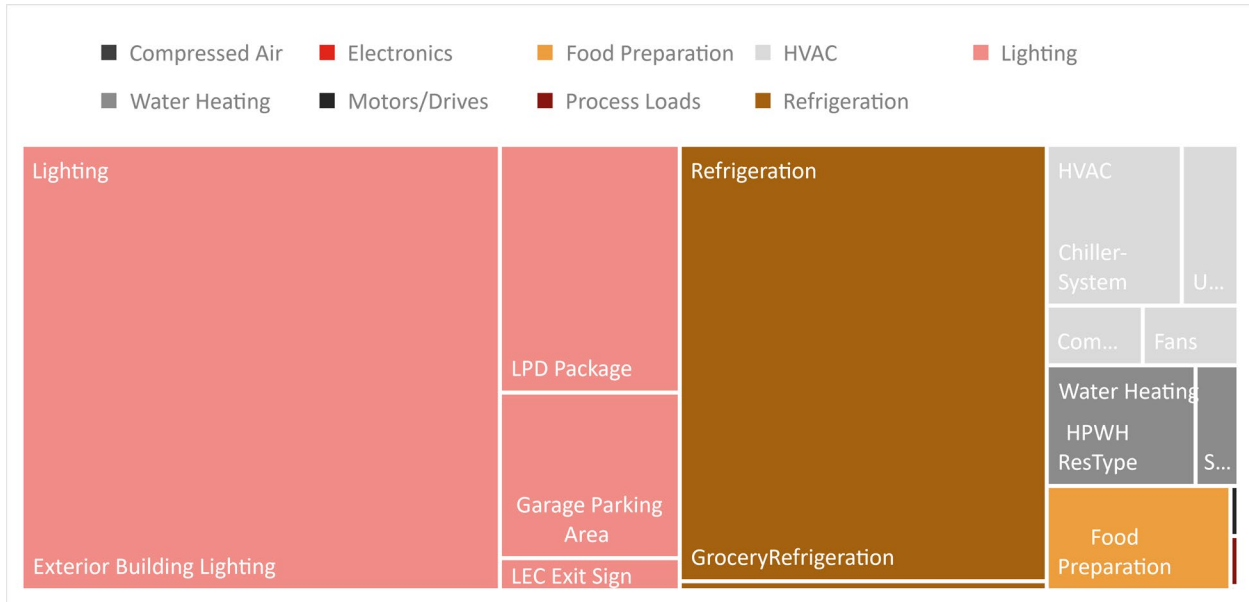 Compressed Air
Electronics
Food Preparation
HVAC
Lighting
Water Heating
Motors/Drives
Process Loads
Refrigeration
Lighting
Exterior Building Lighting
LPD Package
Garage Parking
Area
LEC Exit Sign
Refrigeration
GroceryRefrigeration
HVAC
Chiller-
System
U...
Com...
Fans
Water Heating
HPWH
ResType
S...
Food
Preparation